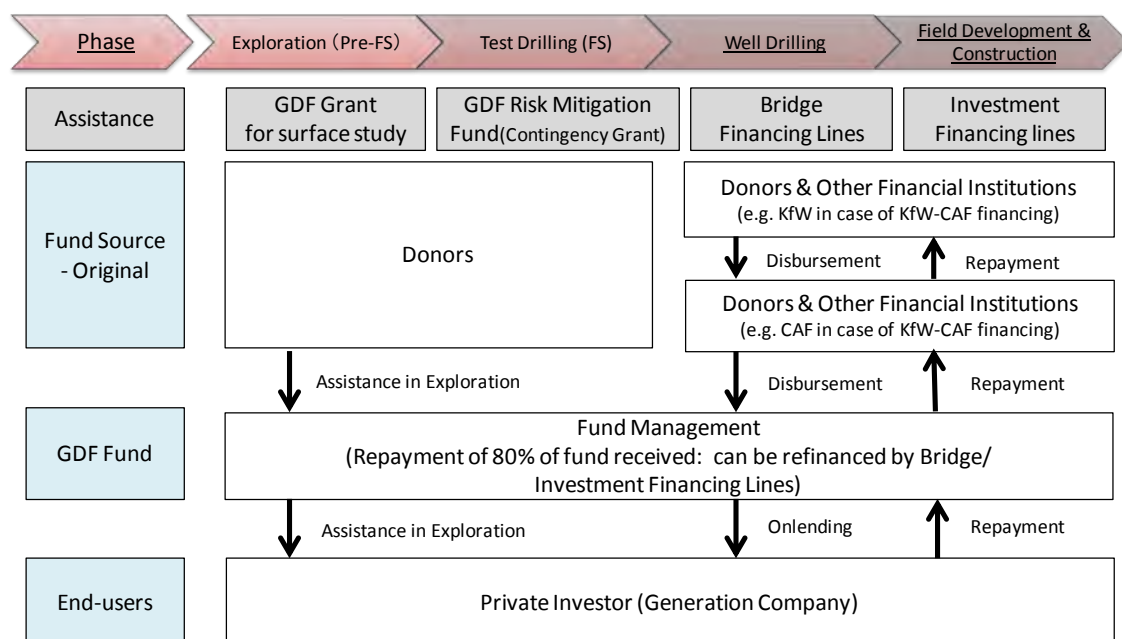 Phase
Exploration (Pre-FS)
Test Drilling (FS)
Well Drilling
Field Development &
Construction
Assistance
GDF Grant
for surface study
GDF Risk Mitigation
Fund(Contingency Grant)
Bridge
Financing Lines
Investment
Financing lines
Fund Source
- Original
Donors
Donors & Other Financial Institutions
(e.g. KfW in case of KfW-CAF financing)
Disbursement
Repayment
Donors & Other Financial Institutions
(e.g. CAF in case of KfW-CAF financing)
Assistance in Exploration
Disbursement
Repayment
GDF Fund
Fund Management
(Repayment of 80% of fund received: can be refinanced by Bridge/
Investment Financing Lines)
Assistance in Exploration
Onlending
Repayment
End-users
Private Investor (Generation Company)